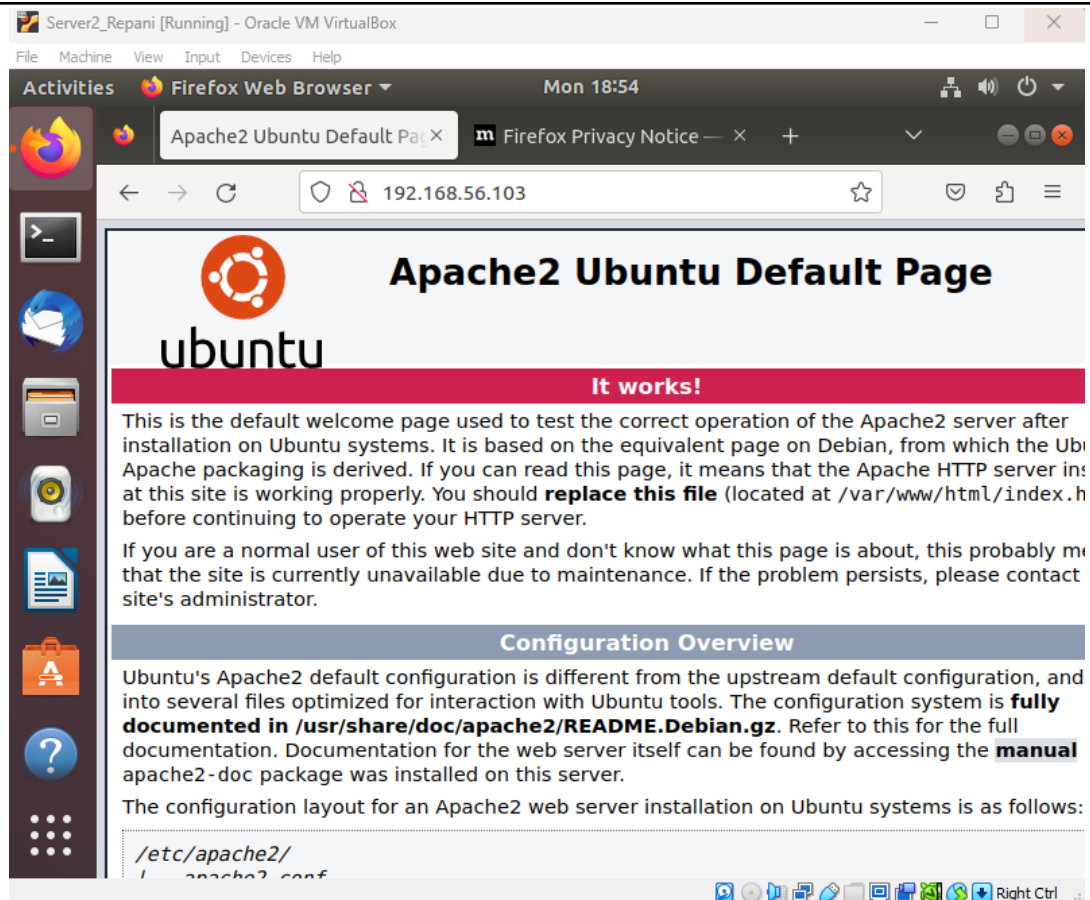 Server2_Repani [Running] - Oracle VM VirtualBox
File Machine View Input Devices Help
Activities Firefox Web Browser Mon 18:54
Apache2 Ubuntu Default Pag × m Firefox Privacy Notice — × +
192.168.56.103
ubuntu
Apache2 Ubuntu Default Page
It works!
This is the default welcome page used to test the correct operation of the Apache2 server after
installation on Ubuntu systems. It is based on the equivalent page on Debian, from which the Ubu
Apache packaging is derived. If you can read this page, it means that the Apache HTTP server ins
at this site is working properly. You should replace this file (located at /var/www/html/index.h
before continuing to operate your HTTP server.
If you are a normal user of this web site and don't know what this page is about, this probably me
that the site is currently unavailable due to maintenance. If the problem persists, please contact
site's administrator.
Configuration Overview
Ubuntu's Apache2 default configuration is different from the upstream default configuration, and
into several files optimized for interaction with Ubuntu tools. The configuration system is fully
documented in /usr/share/doc/apache2/README.Debian.gz. Refer to this for the full
documentation. Documentation for the web server itself can be found by accessing the manual
apache2-doc package was installed on this server.
The configuration layout for an Apache2 web server installation on Ubuntu systems is as follows:
/etc/apache2/
apache2.conf
Right Ctrl